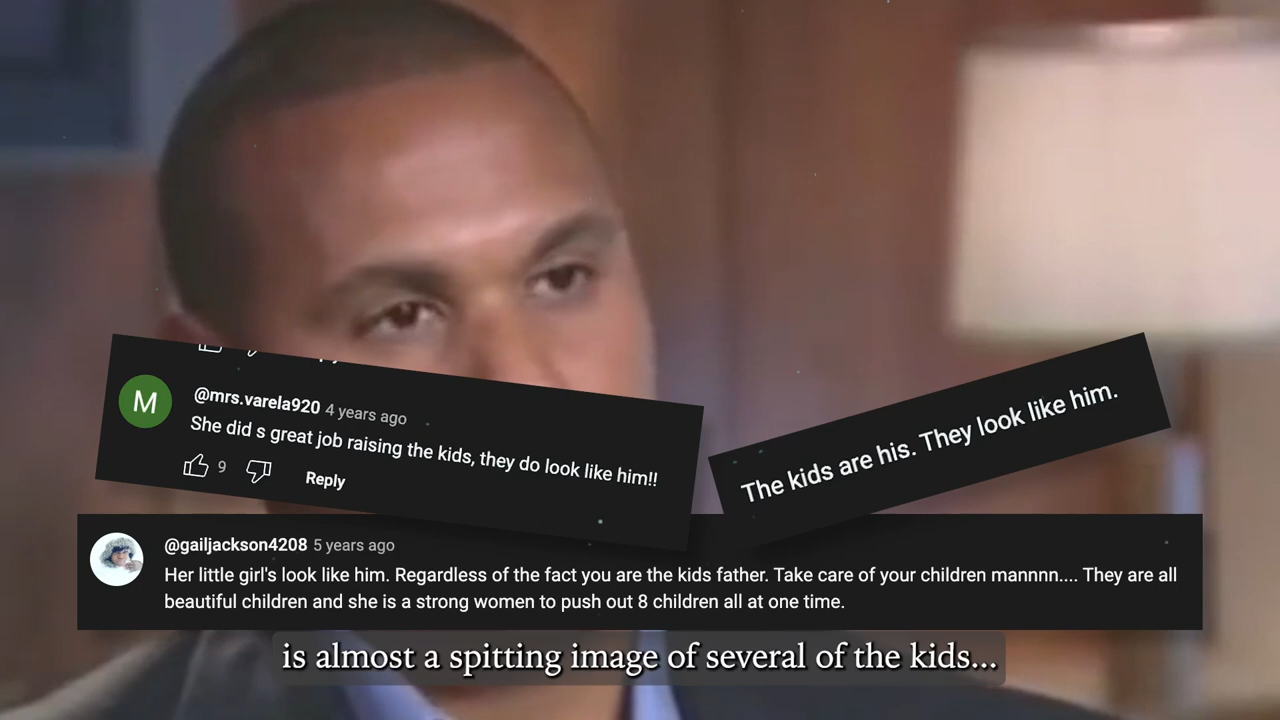 M
@mrs.varela920 4 years ago
She did s great job raising the kids, they do look like him!!
9
Reply
The kids are his. They look like him.
@gailjackson4208 5 years ago
Her little girl's look like him. Regardless of the fact you are the kids father. Take care of your children mannnn.... They are all
beautiful children and she is a strong women to push out 8 children all at one time.
is almost a spitting image of several of the kids...